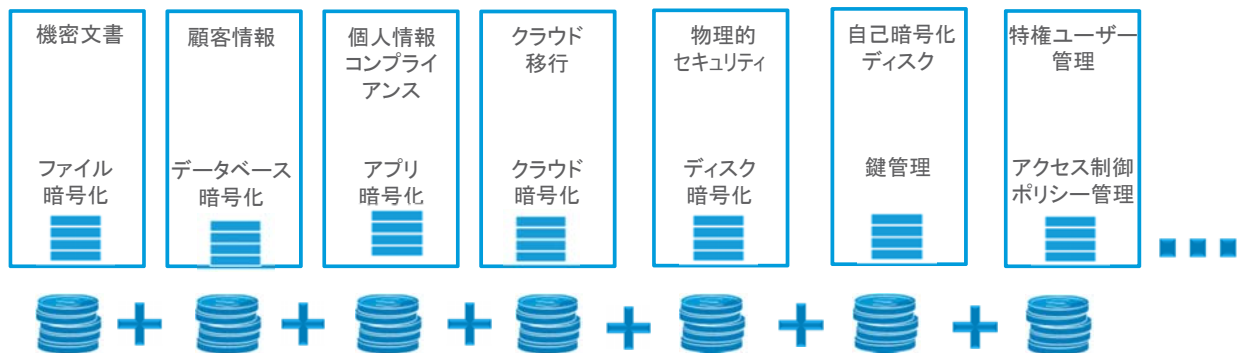 機密文書
ファイル
暗号化
顧客情報
データベース
暗号化
個人情報
コンプライ
アンス
アプリ
暗号化
クラウド
移行
クラウド
暗号化
物理的
セキュリティ
ディスク
暗号化
自己暗号化
ディスク
鍵管理
特権ユーザー
管理
アクセス制御
ポリシー管理